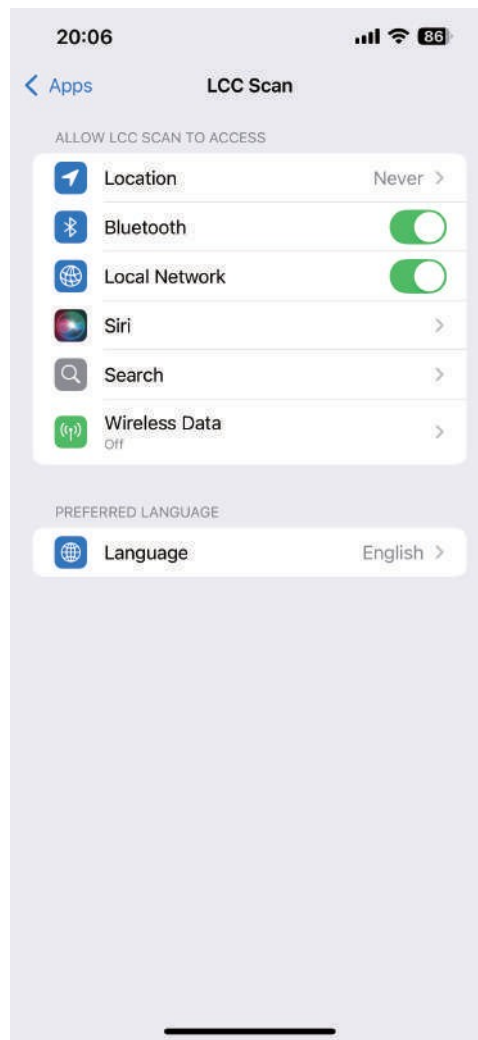 20:06 86
Apps LCC Scan
ALLOW LCC SCAN TO ACCESS
Location Never
Bluetooth
Local Network
Siri
Search
Wireless Data
Off
PREFERRED LANGUAGE
Language English